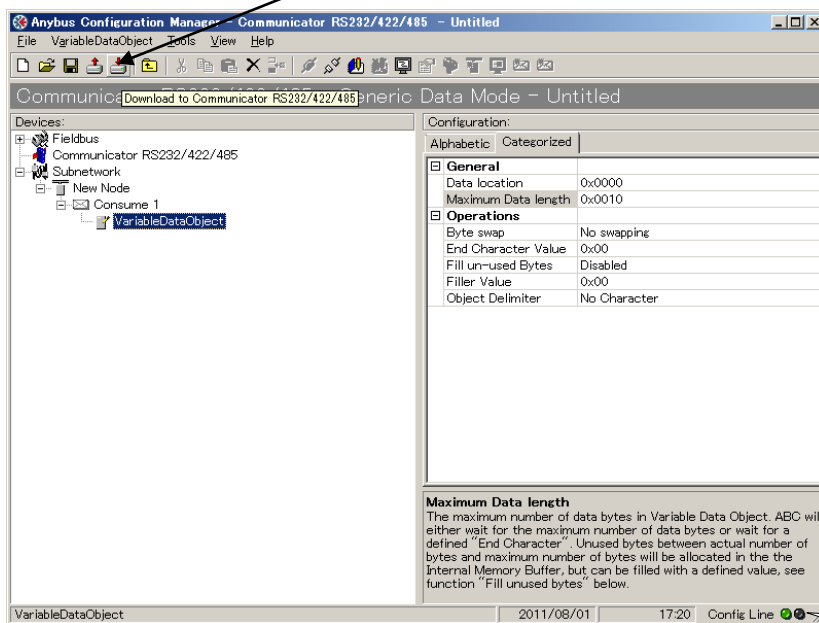 Anybus Configuration Manager - Communicator RS232/422/485 - Untitled
File VariableDataObject Tools View Help
Download to Communicator RS232/422/485
eneric Data Mode - Untitled
Devices:
Fieldbus
Communicator RS232/422/485
Subnetwork
New Node
Consume 1
VariableDataObject
Configuration:
Alphabetic Categorized
General
Data location 0x0000
Maximum Data length 0x0010
Operations
Byte swap No swapping
End Character Value 0x00
Fill un-used Bytes Disabled
Filler Value 0x00
Object Delimiter No Character
Maximum Data length
The maximum number of data bytes in Variable Data Object. ABC wil
either wait for the maximum number of data bytes or wait for a
defined "End Character". Unused bytes between actual number of
bytes and maximum number of bytes will be allocated in the the
Internal Memory Buffer, but can be filled with a defined value, see
function "Fill unused bytes" below.
VariableDataObject 2011/08/01 17:20 Config Line